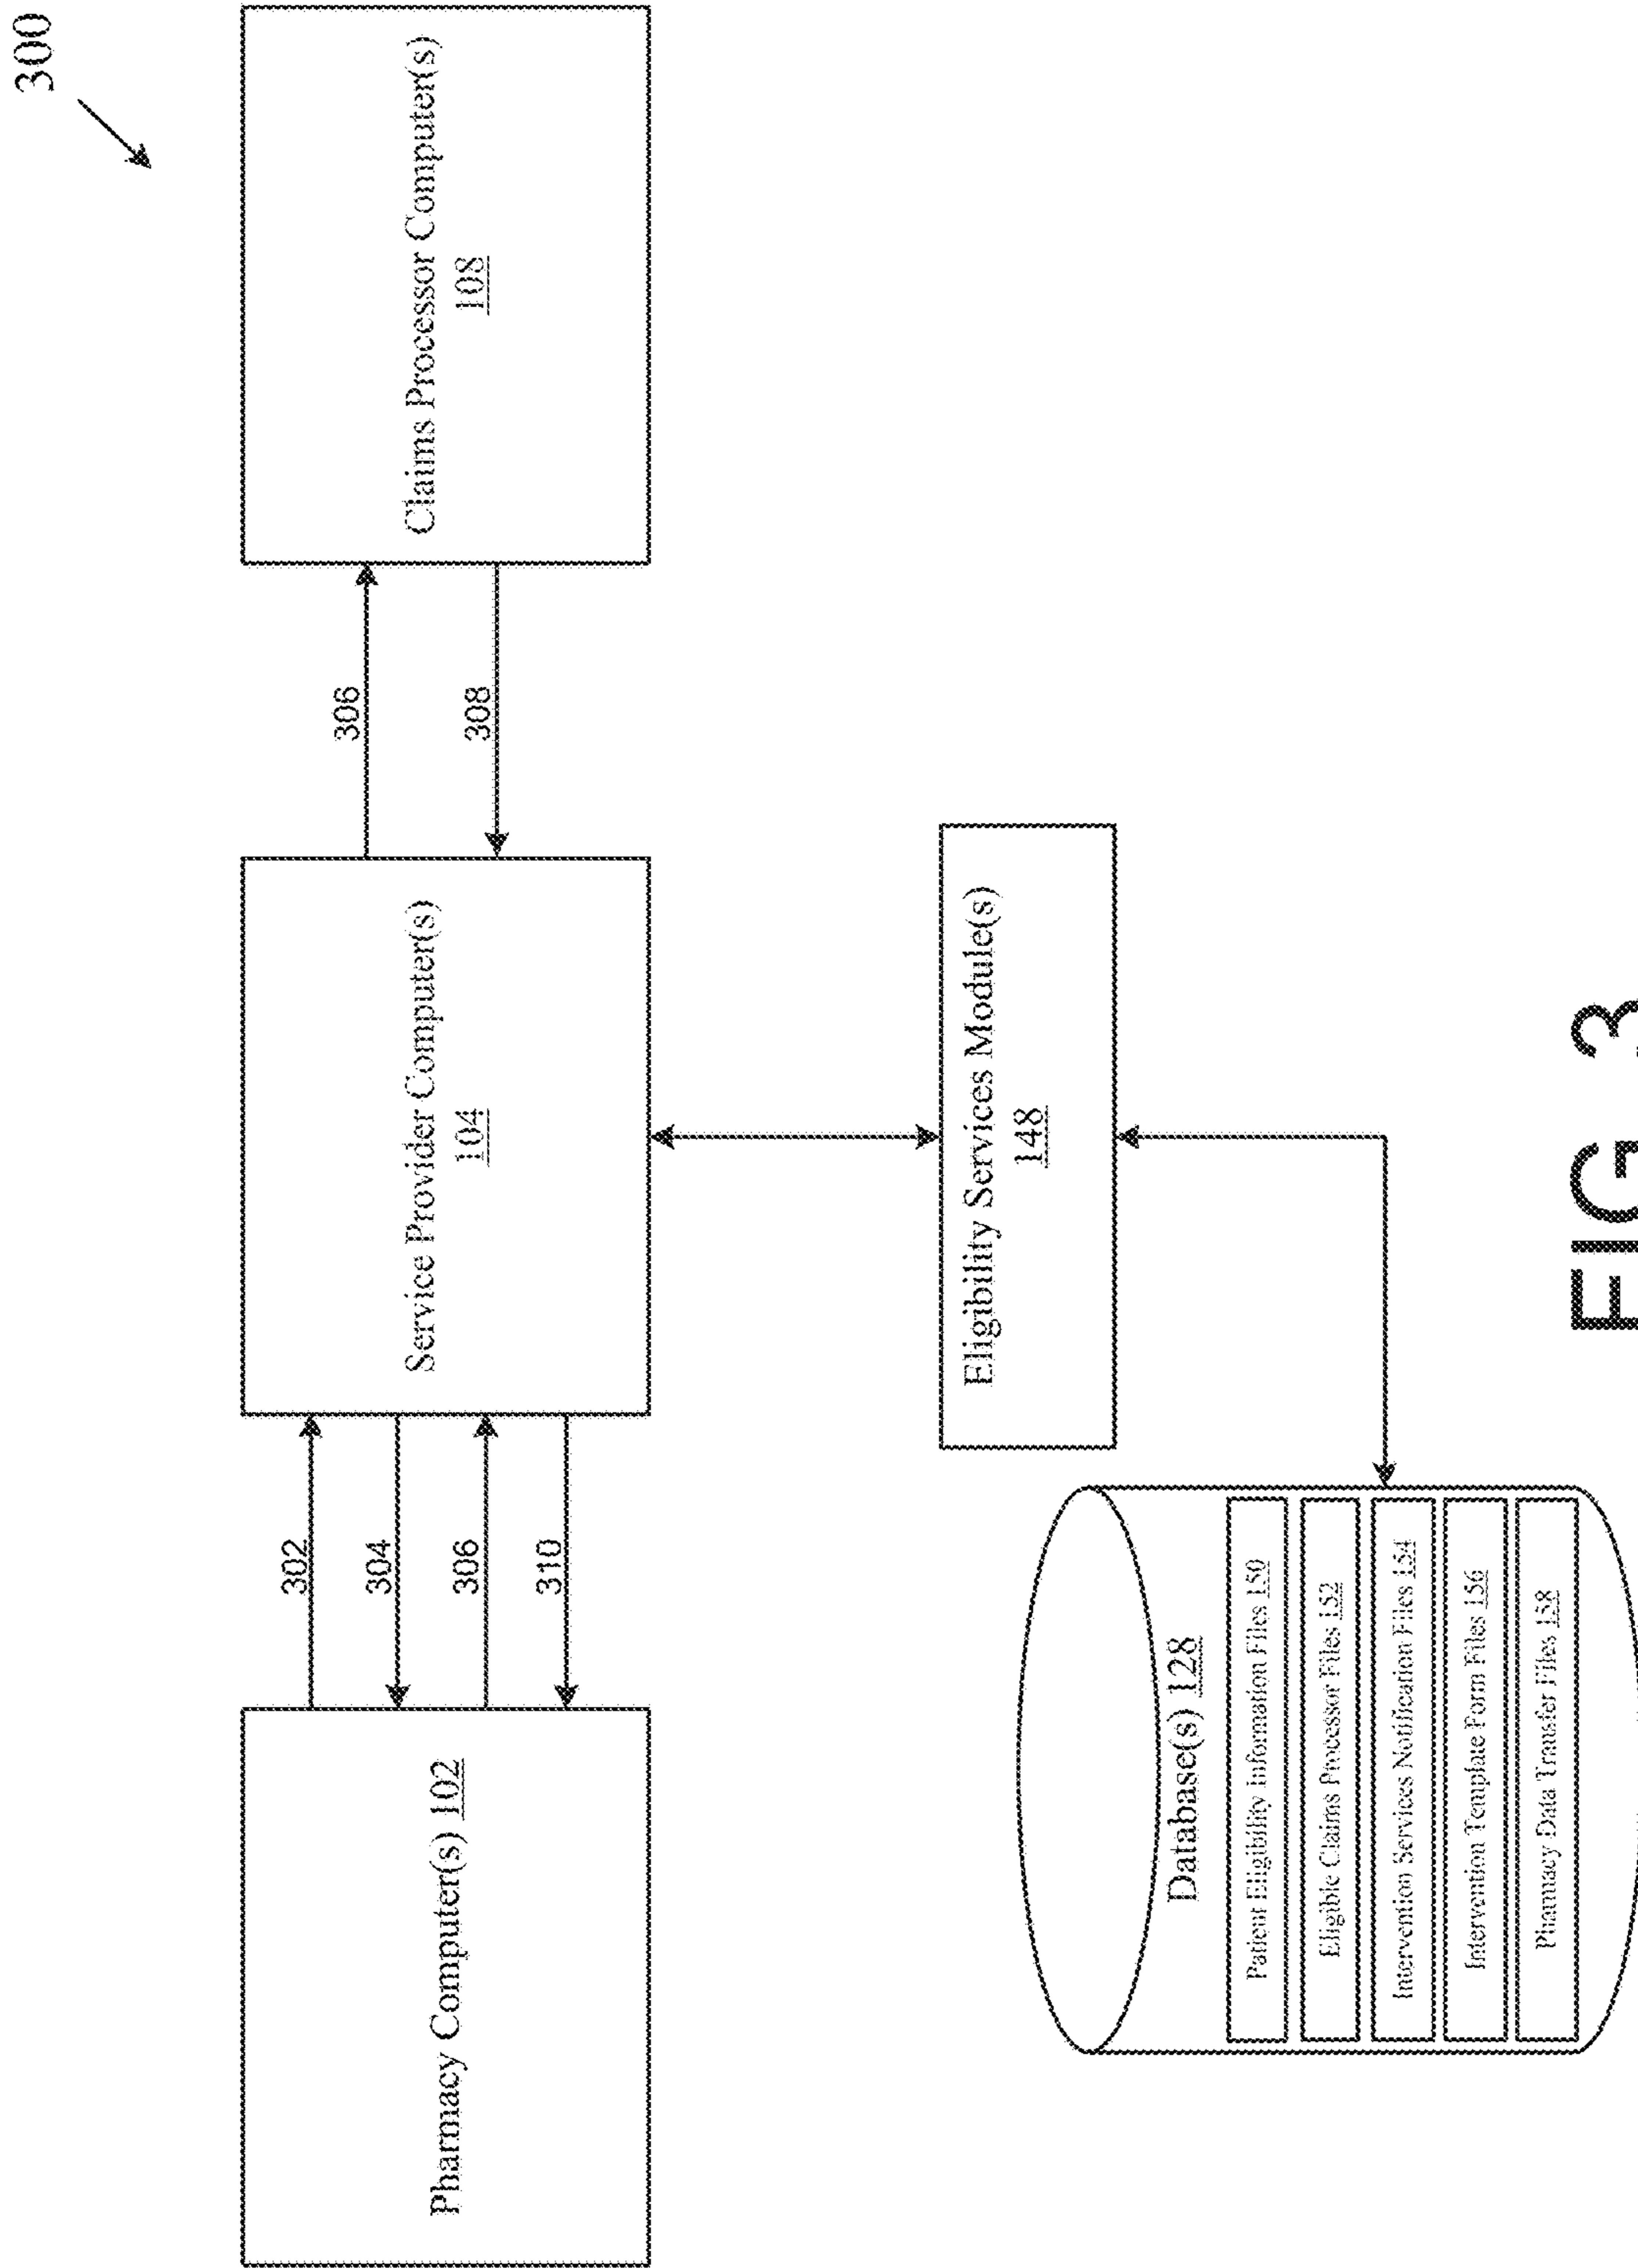 300
Pharmacy Computer(s) 102
302
304
306
310
Service Provider Computer(s)
104
306
308
Claims Processor Computer(s)
108
Eligibility Services Module(s)
148
Database(s) 128
Patient Eligibility Information Files 150
Eligible Claims Processor Files 152
Intervention Services Notification Files 154
Intervention Template Form Files 156
Pharmacy Data Transfer Files 158
FIG. 3